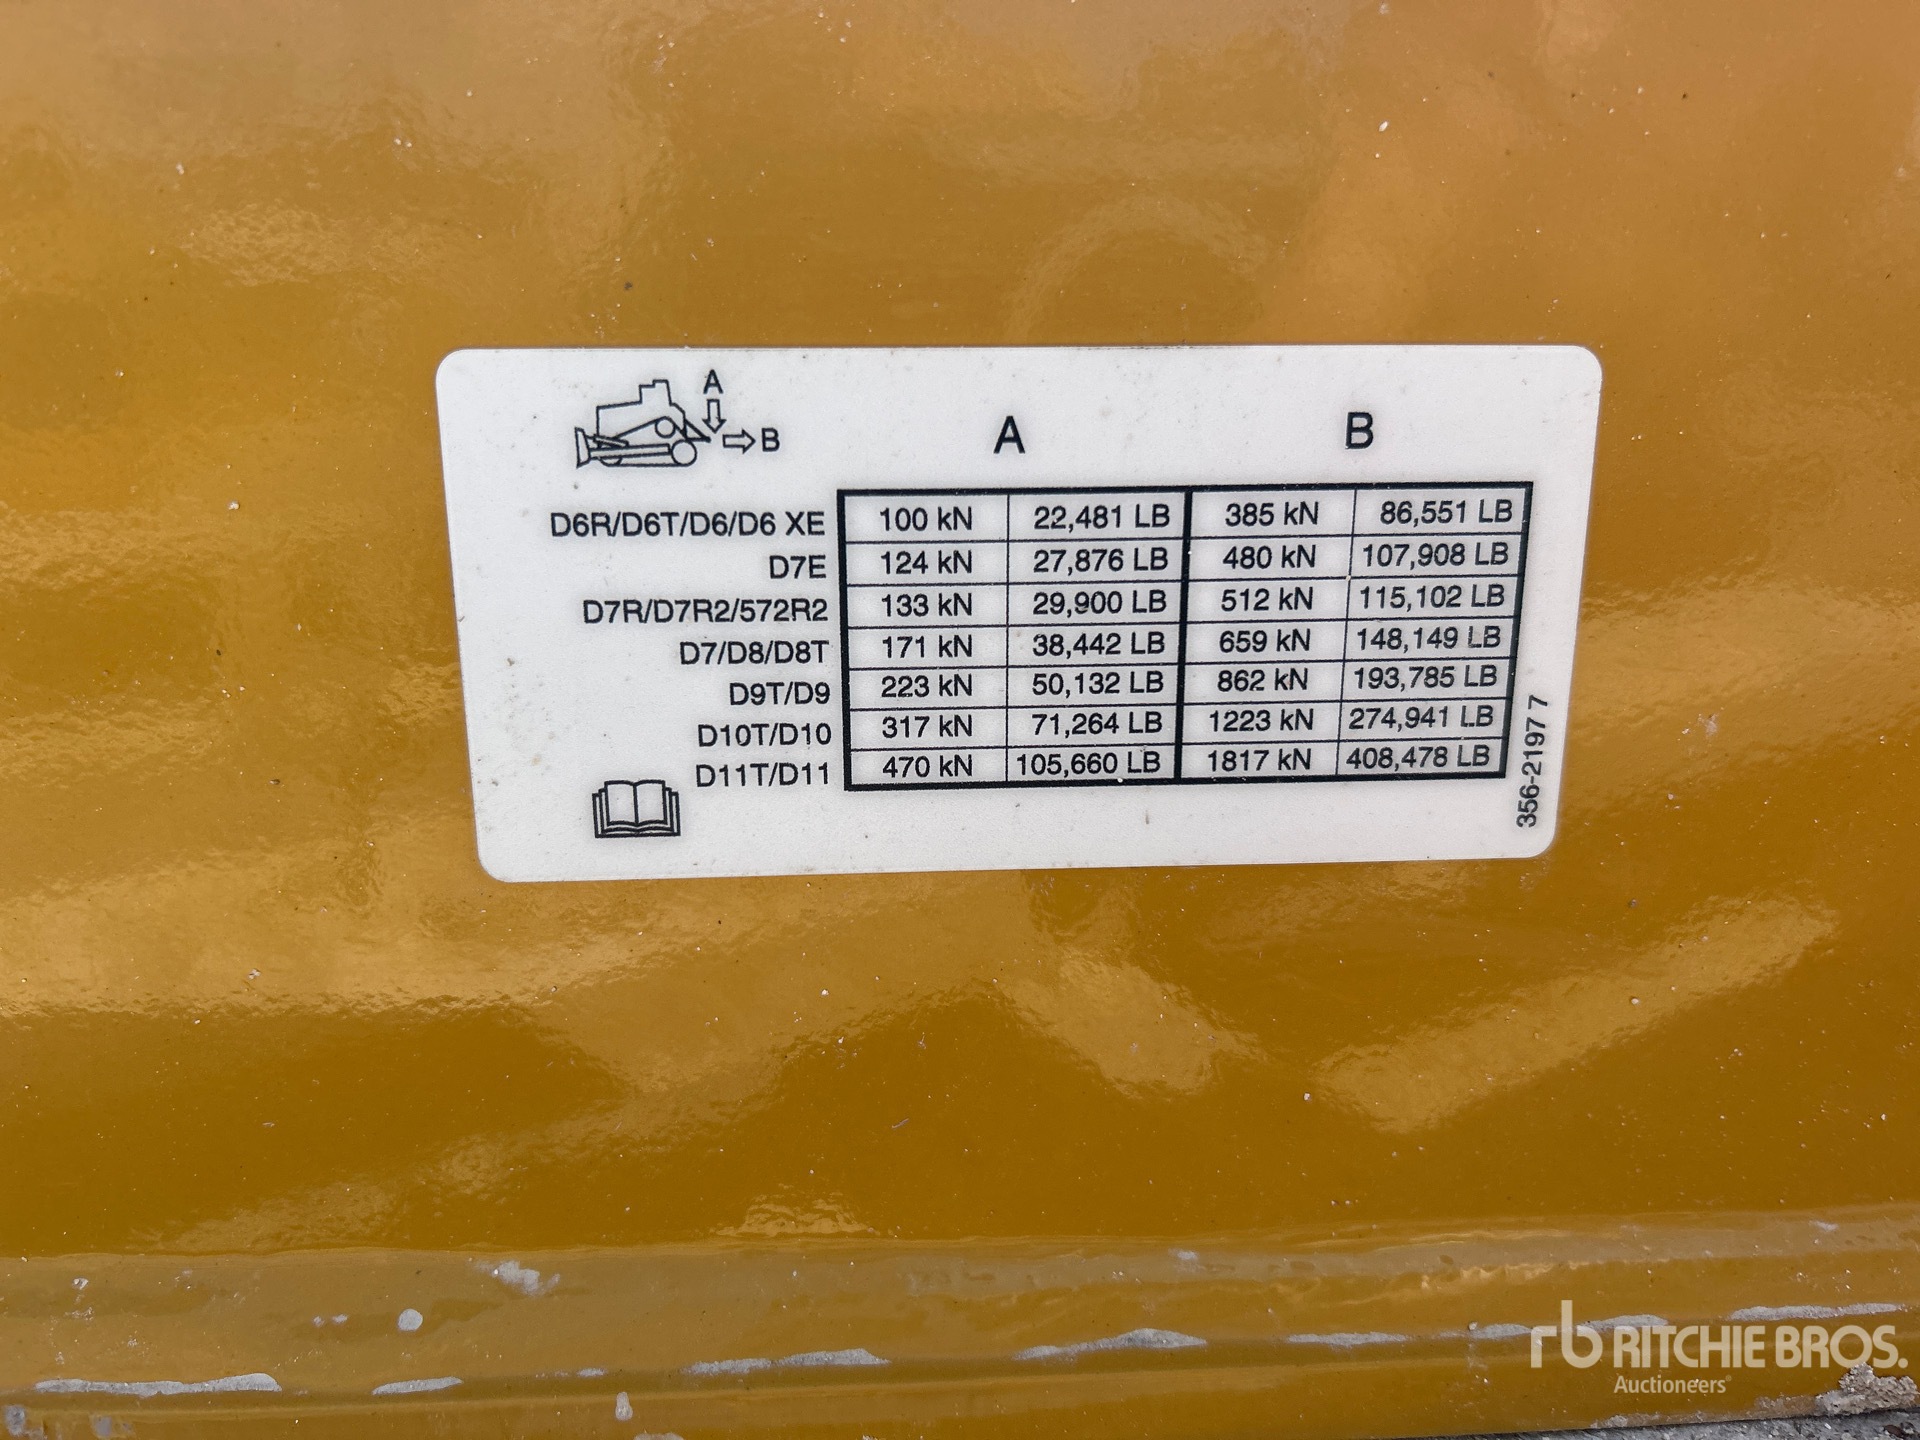 A
B
A B
D6R/D6T/D6/D6 XE 100 kN 22,481 LB 385 kN 86,551 LB
D7E 124 kN 27,876 LB 480 kN 107,908 LB
D7R/D7R2/572R2 133 kN 29,900 LB 512 kN 115,102 LB
D7/D8/D8T 171 kN 38,442 LB 659 kN 148,149 LB
D9T/D9 223 kN 50,132 LB 862 kN 193,785 LB
D10T/D10 317 kN 71,264 LB 1223 kN 274,941 LB
D11T/D11 470 kN 105,660 LB 1817 kN 408,478 LB
356-2197 7
rb RITCHIE BROS.
Auctioneers